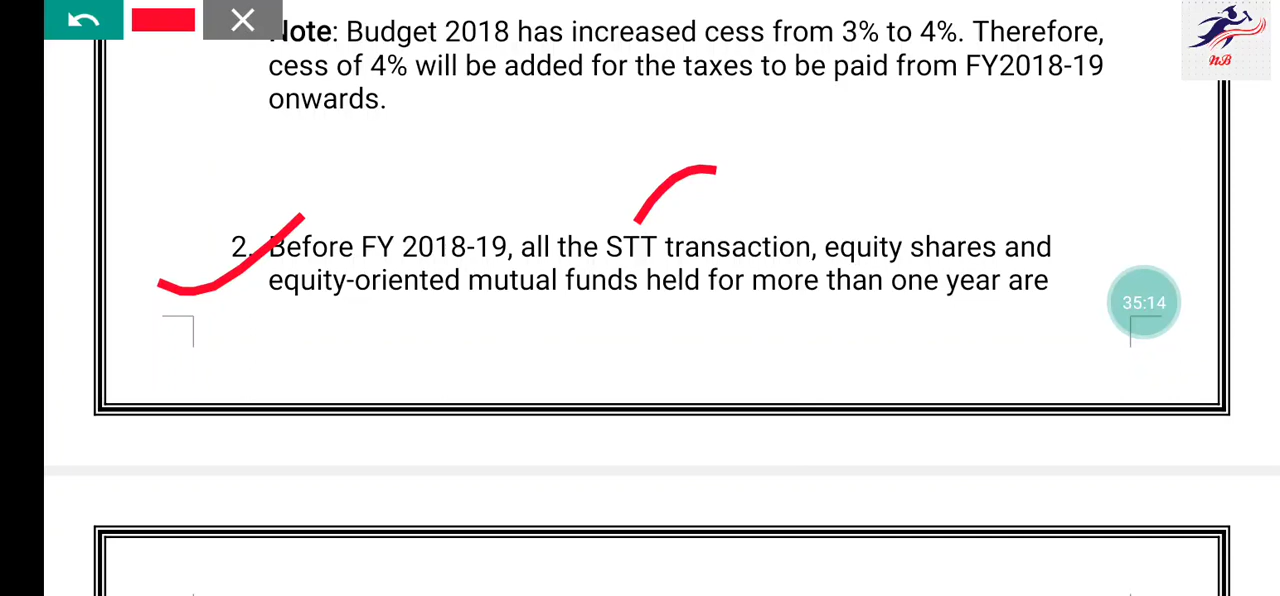 Note: Budget 2018 has increased cess from 3% to 4%. Therefore,
cess of 4% will be added for the taxes to be paid from FY2018-19
onwards.
NB
2. Before FY 2018-19, all the STT transaction, equity shares and
equity-oriented mutual funds held for more than one year are
35:14